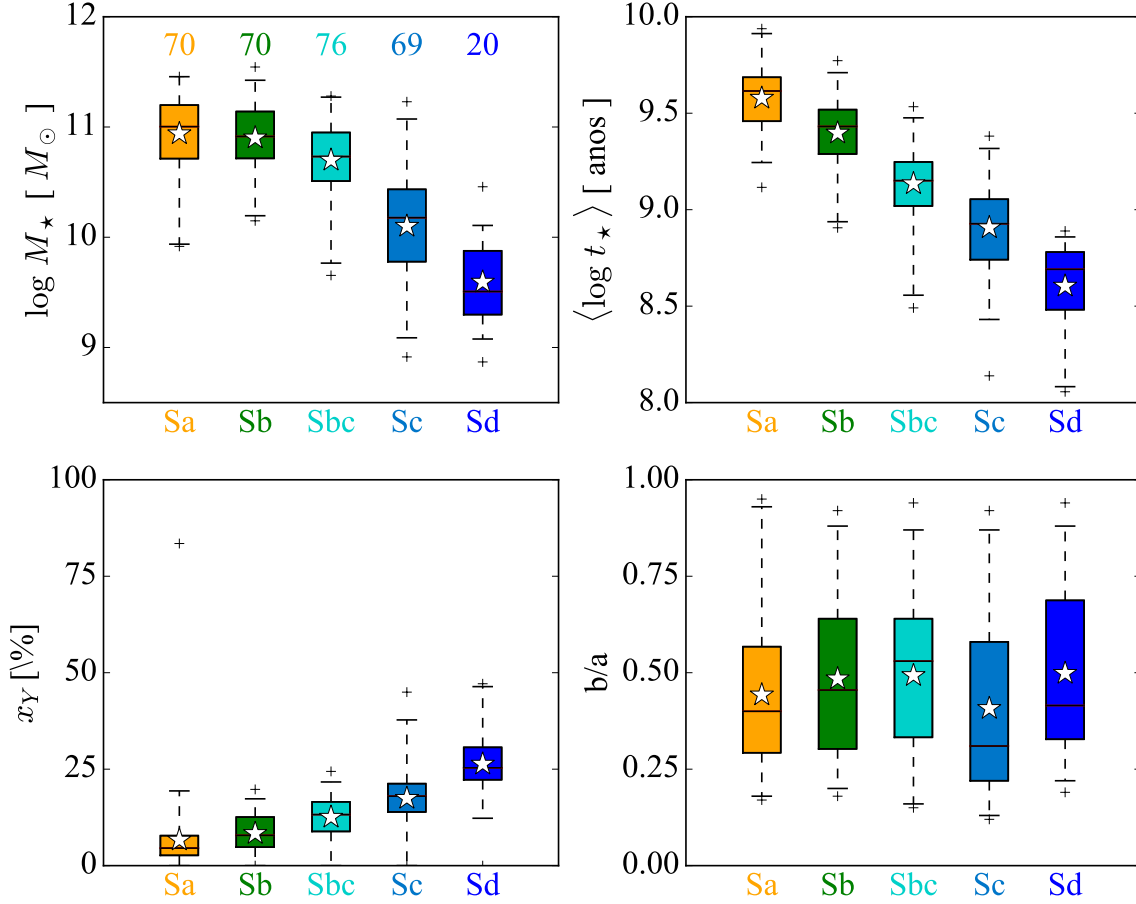 12
11
10
9
log M⋆ [ M⊙ ]
70 70 76 69 20
Sa Sb Sbc Sc Sd
10.0
9.5
9.0
8.5
8.0
⟨log t⋆⟩ [ anos ]
Sa Sb Sbc Sc Sd
100
75
50
25
0
xY [\%]
Sa Sb Sbc Sc Sd
1.00
0.75
0.50
0.25
0.00
b/a
Sa Sb Sbc Sc Sd